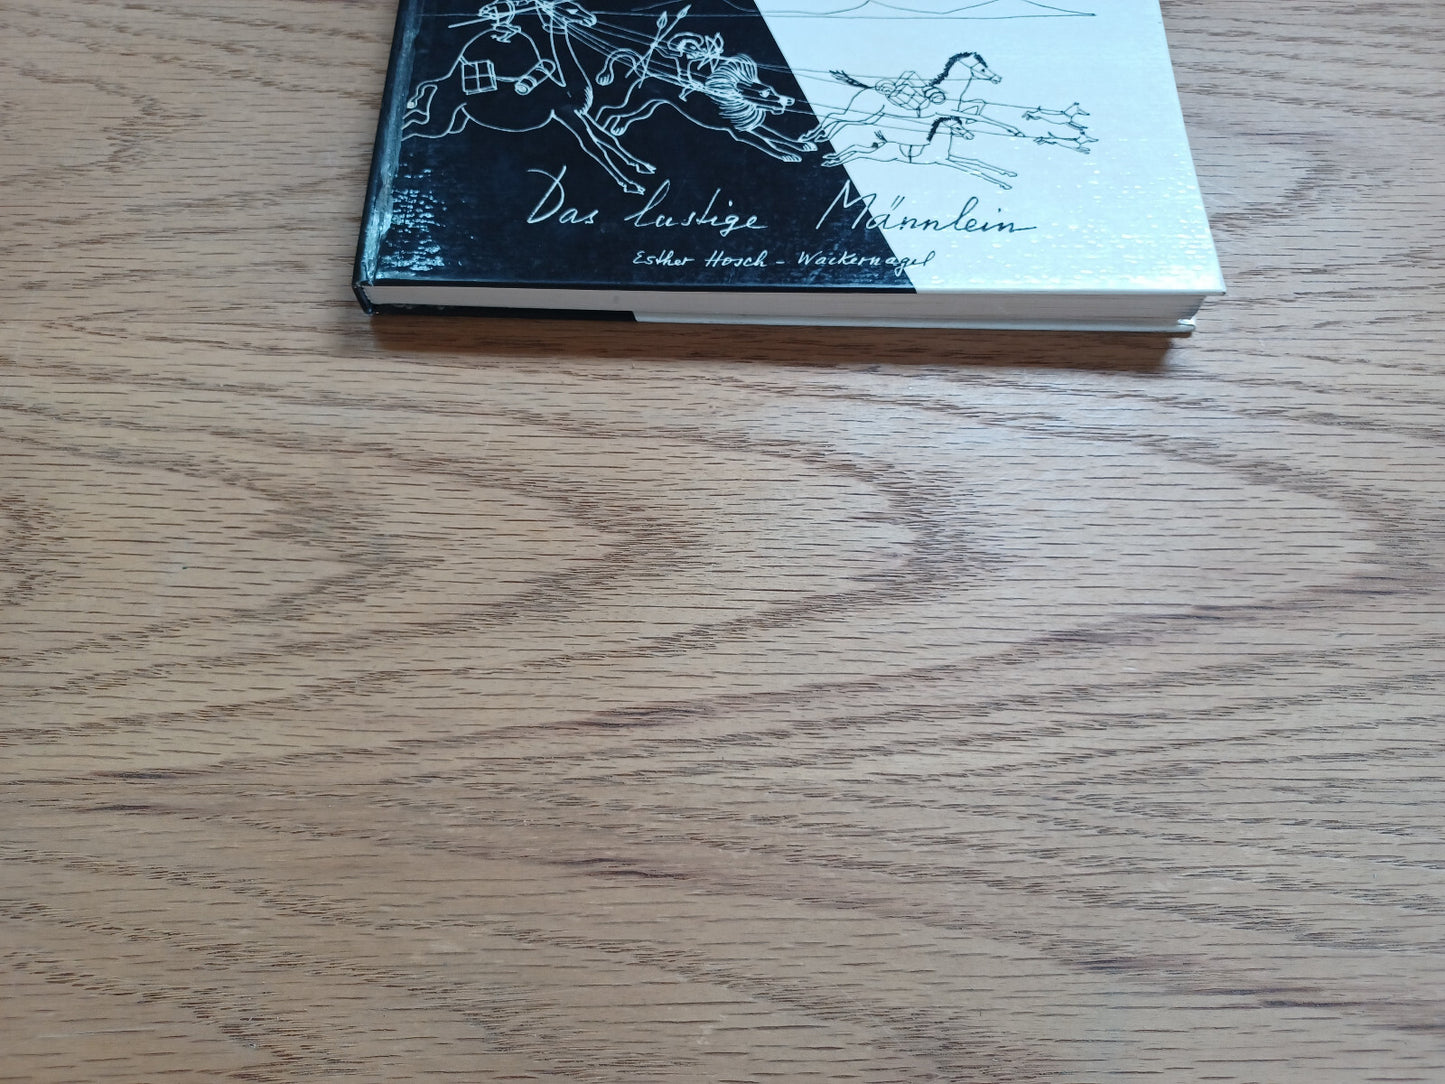 Das lustige Männlein
Esther Hosch - Wackernagel